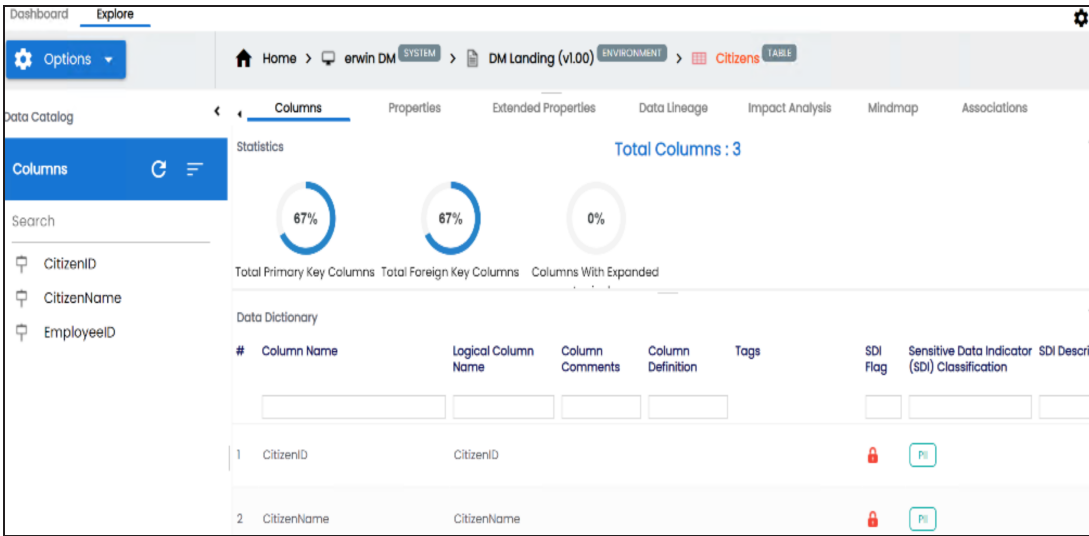 Dashboard Explore
Options
Home > erwin DM SYSTEM > DM Landing (v1.00) ENVIRONMENT > Citizens TABLE
Data Catalog
Columns Properties Extended Properties Data Lineage Impact Analysis Mindmap Associations
Columns
Search
CitizenID
CitizenName
EmployeeID
Statistics
Total Columns : 3
67% 67% 0%
Total Primary Key Columns Total Foreign Key Columns Columns With Expanded
Data Dictionary
# Column Name Logical Column Name Column Comments Column Definition Tags SDI Flag Sensitive Data Indicator (SDI) Classification SDI Descri
1 CitizenID CitizenID PII
2 CitizenName CitizenName PII